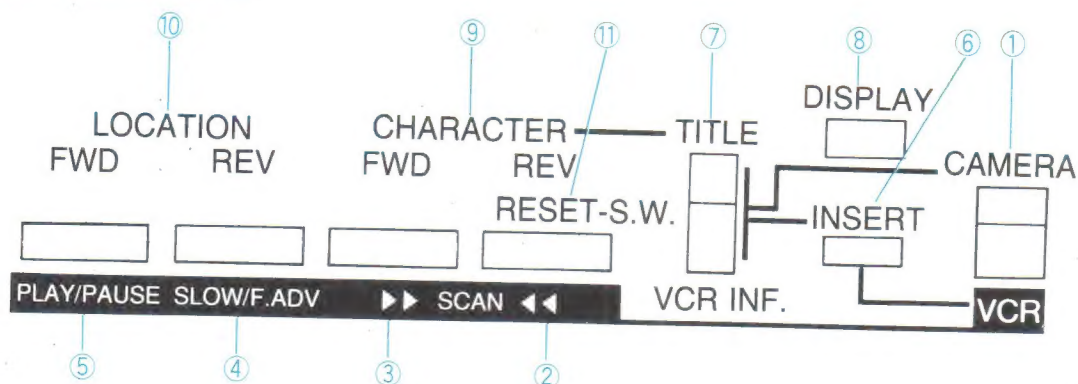 ⑩ ⑨ ⑪ ⑦ ⑧ ⑥ ①
DISPLAY
LOCATION CHARACTER TITLE
FWD REV FWD REV CAMERA
RESET-S.W. INSERT
PLAY/PAUSE SLOW/F.ADV ▶▶ SCAN ◀◀ VCR INF. VCR
⑤ ④ ③ ②